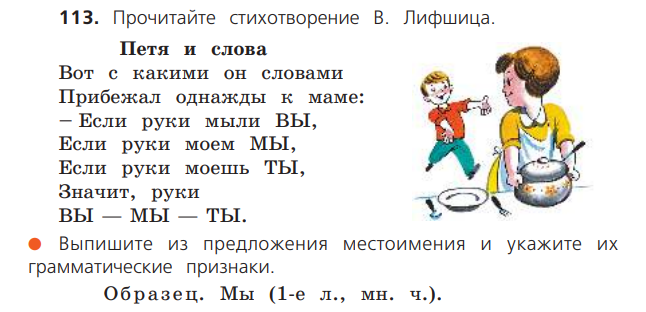 113. Прочитайте стихотворение В. Лифшица.
Петя и слова
Вот с какими он словами
Прибежал однажды к маме:
– Если руки мыли ВЫ,
Если руки моем МЫ,
Если руки моешь ТЫ,
Значит, руки
ВЫ — МЫ — ТЫ.
● Выпишите из предложения местоимения и укажите их
грамматические признаки.
Образец. Мы (1-е л., мн. ч.).